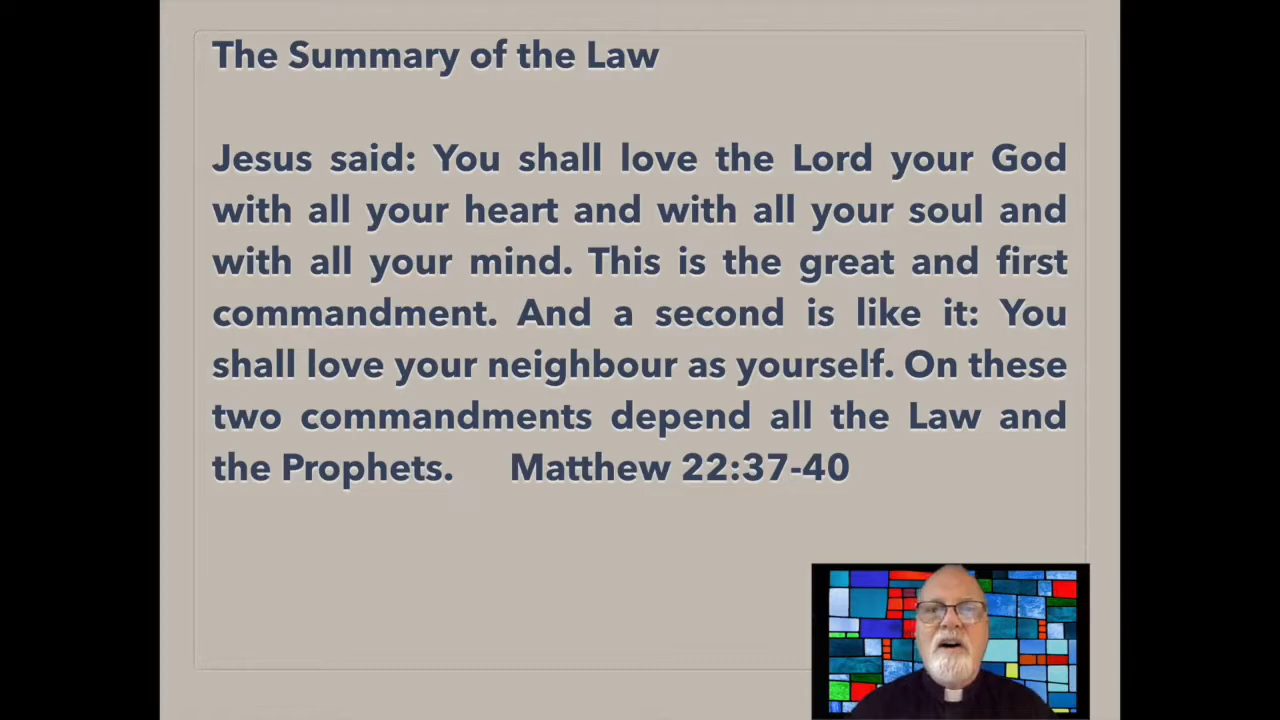 The Summary of the Law
Jesus said: You shall love the Lord your God
with all your heart and with all your soul and
with all your mind. This is the great and first
commandment. And a second is like it: You
shall love your neighbour as yourself. On these
two commandments depend all the Law and
the Prophets. Matthew 22:37-40